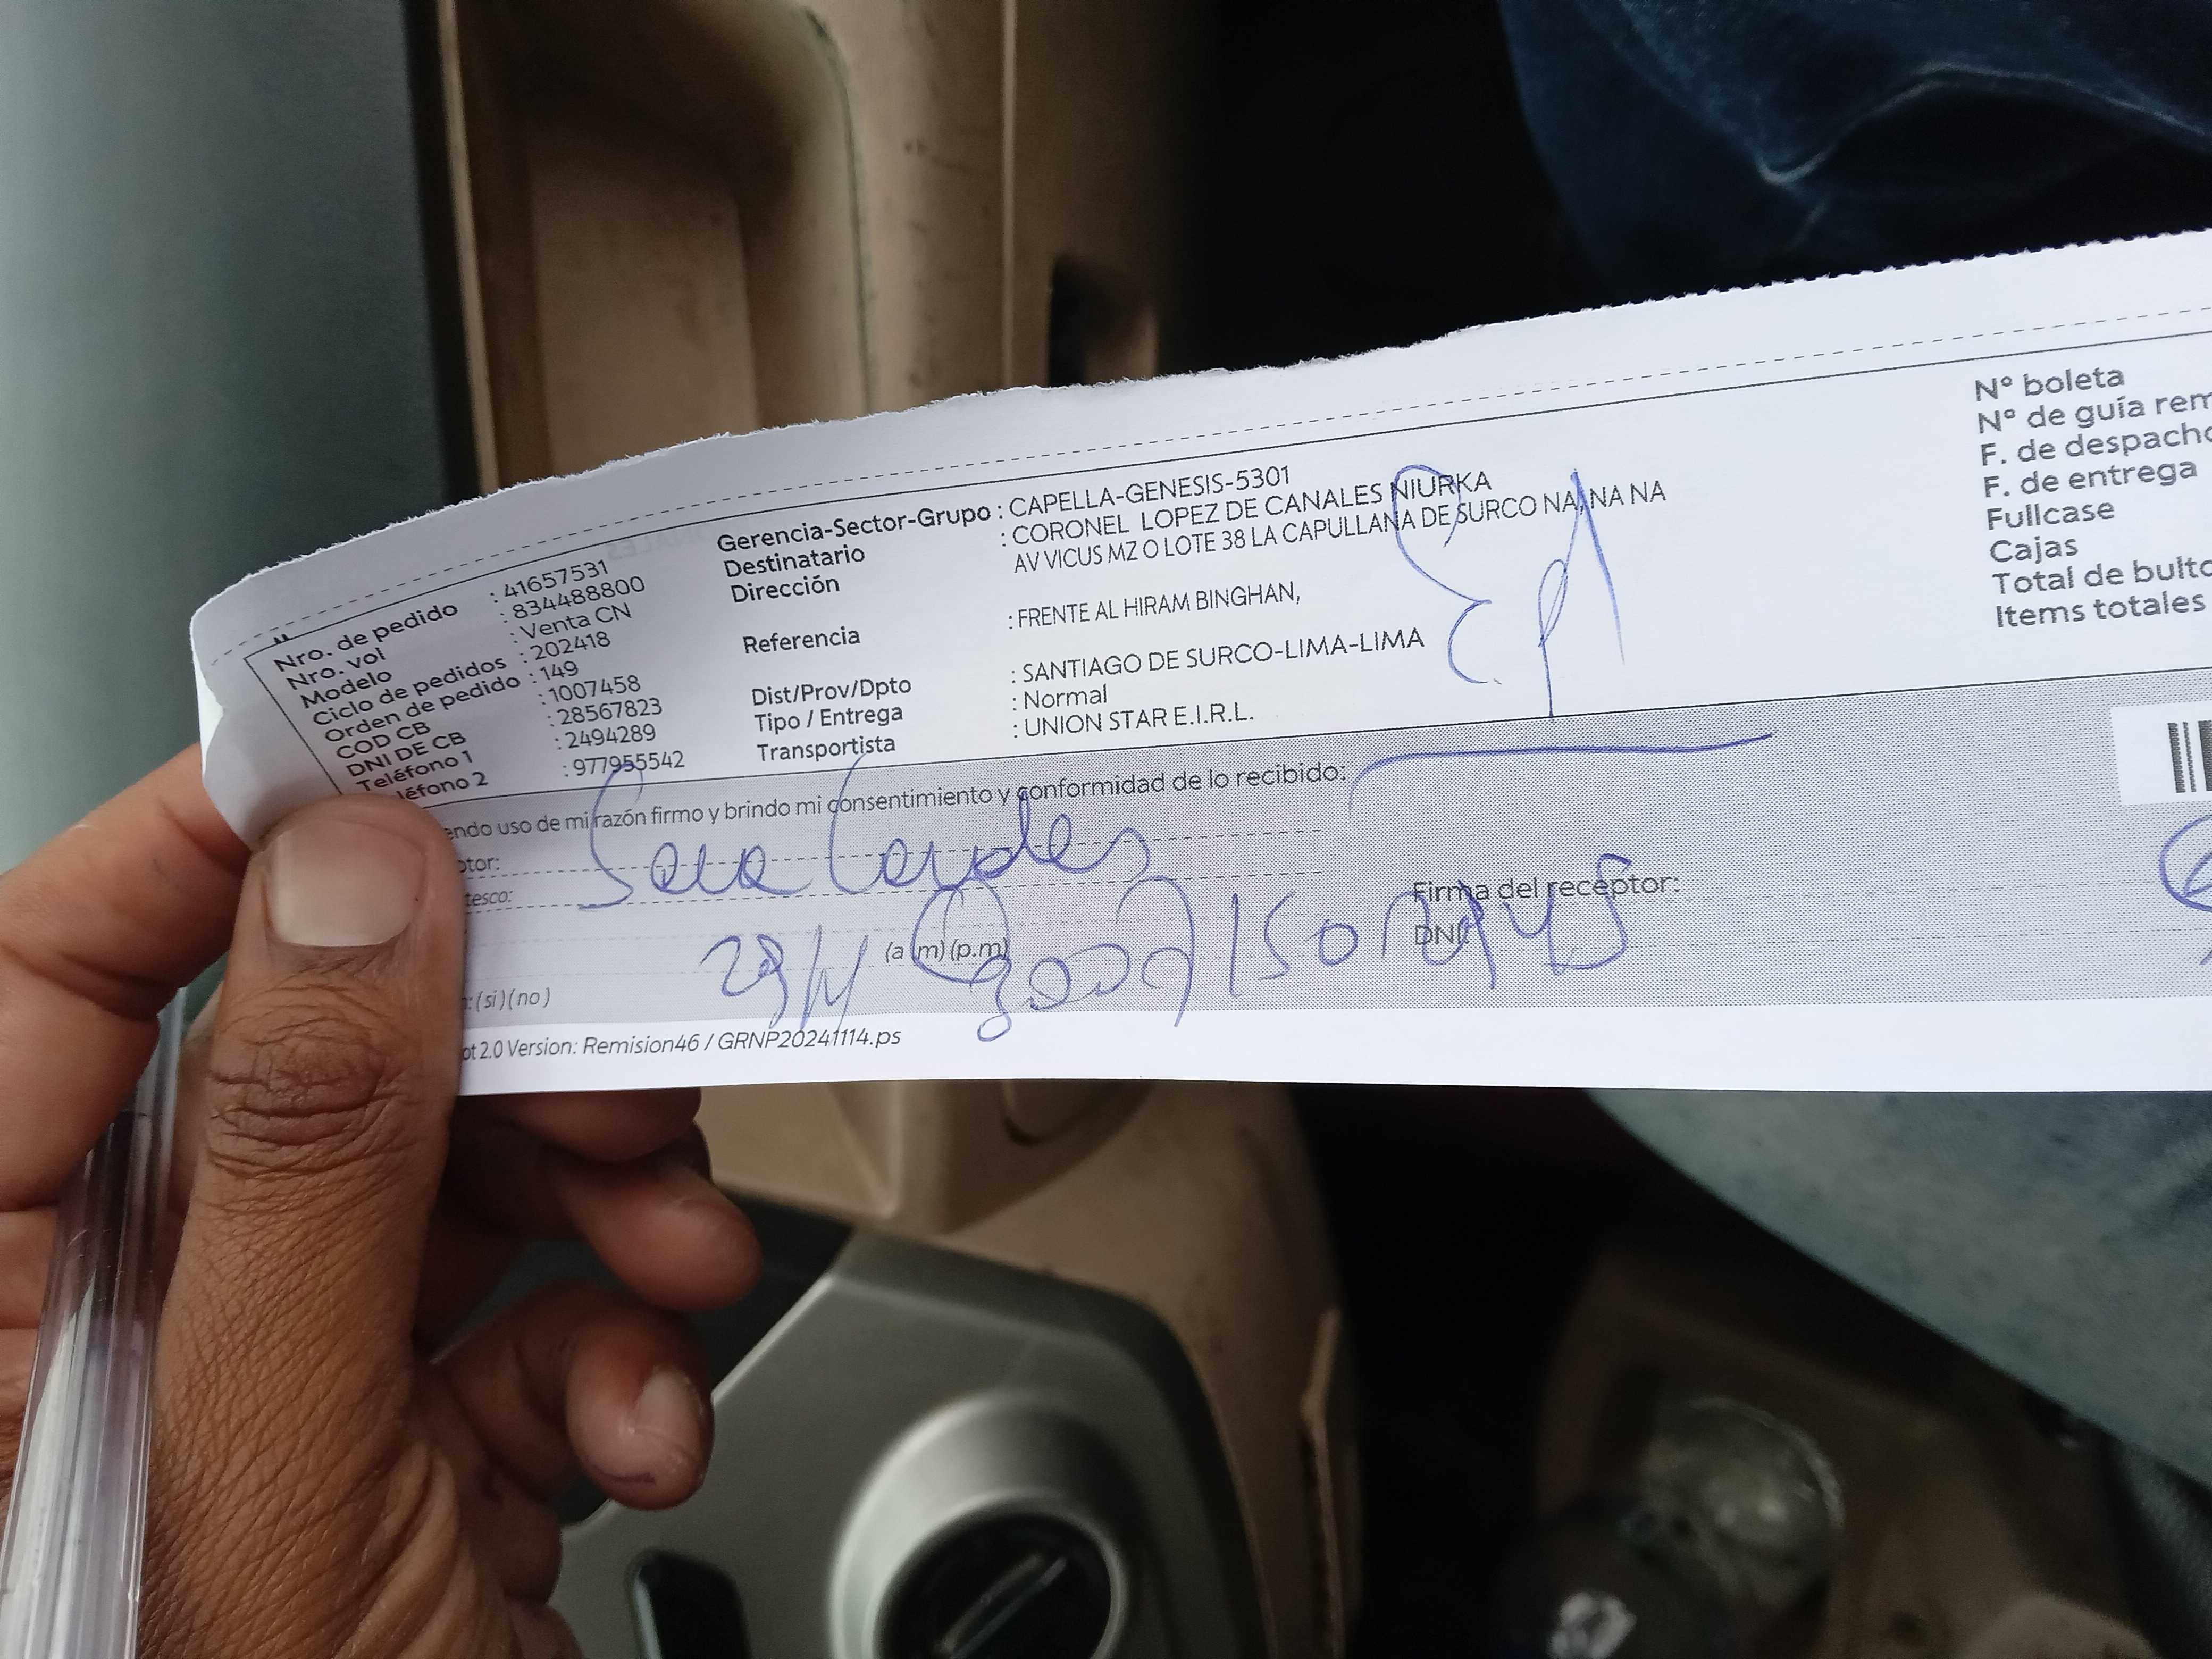 Nro. de pedido : 41657531
Nro. vol : 834488800
Modelo : Venta CN
Ciclo de pedidos : 202418
Orden de pedido : 149
COD CB : 1007458
DNI DE CB : 28567823
Teléfono 1 : 2494289
léfono 2 : 977955542
Gerencia-Sector-Grupo : CAPELLA-GENESIS-5301
Destinatario : CORONEL LOPEZ DE CANALES NIURKA
Dirección AV VICUS MZ O LOTE 38 LA CAPULLANA DE SURCO NA NA NA
Referencia : FRENTE AL HIRAM BINGHAN,
Dist/Prov/Dpto : SANTIAGO DE SURCO-LIMA-LIMA
Tipo / Entrega : Normal
Transportista : UNION STAR E.I.R.L.
N° boleta
N° de guía rem
F. de despacho
F. de entrega
Fullcase
Cajas
Total de bulto
Items totales
endo uso de mi razón firmo y brindo mi consentimiento y conformidad de lo recibido:
ptor:
tesco:
(a.m) (p.m)
Firma del receptor:
DNI:
: (si) (no)
ot 2.0 Version: Remision46 / GRNP20241114.ps